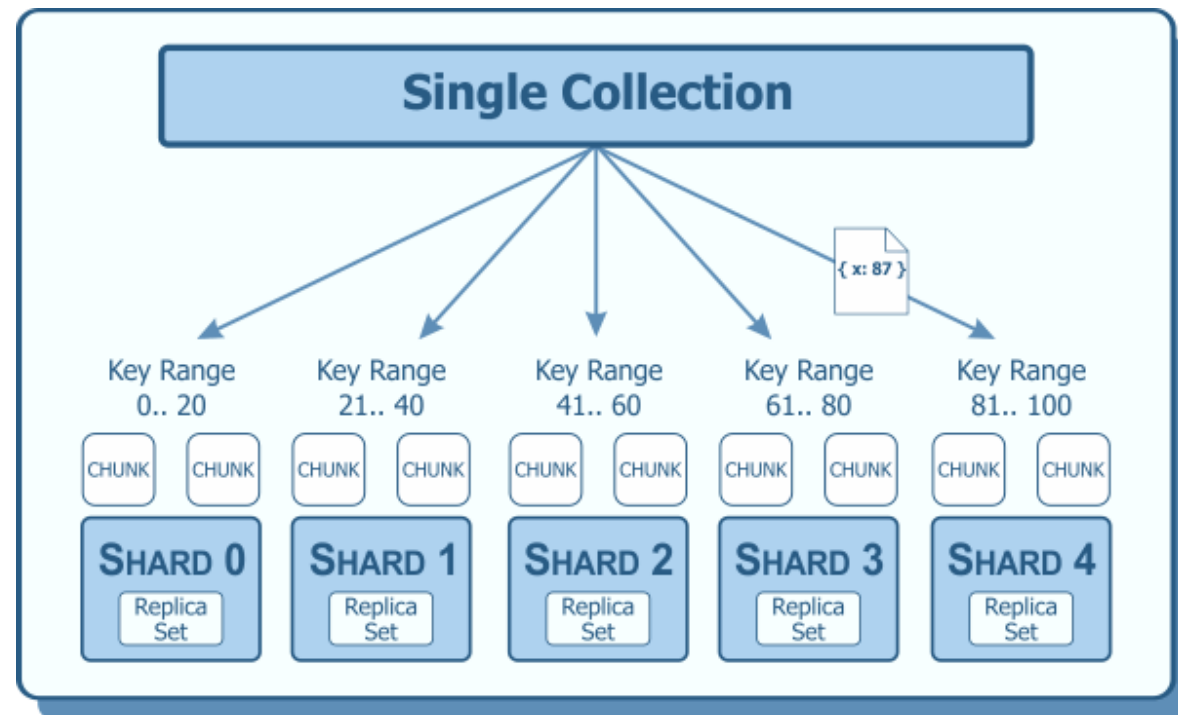 Single Collection
{ x: 87 }
Key Range
0.. 20
Key Range
21.. 40
Key Range
41.. 60
Key Range
61.. 80
Key Range
81.. 100
CHUNK
CHUNK
CHUNK
CHUNK
CHUNK
CHUNK
CHUNK
CHUNK
CHUNK
CHUNK
SHARD 0
Replica
Set
SHARD 1
Replica
Set
SHARD 2
Replica
Set
SHARD 3
Replica
Set
SHARD 4
Replica
Set